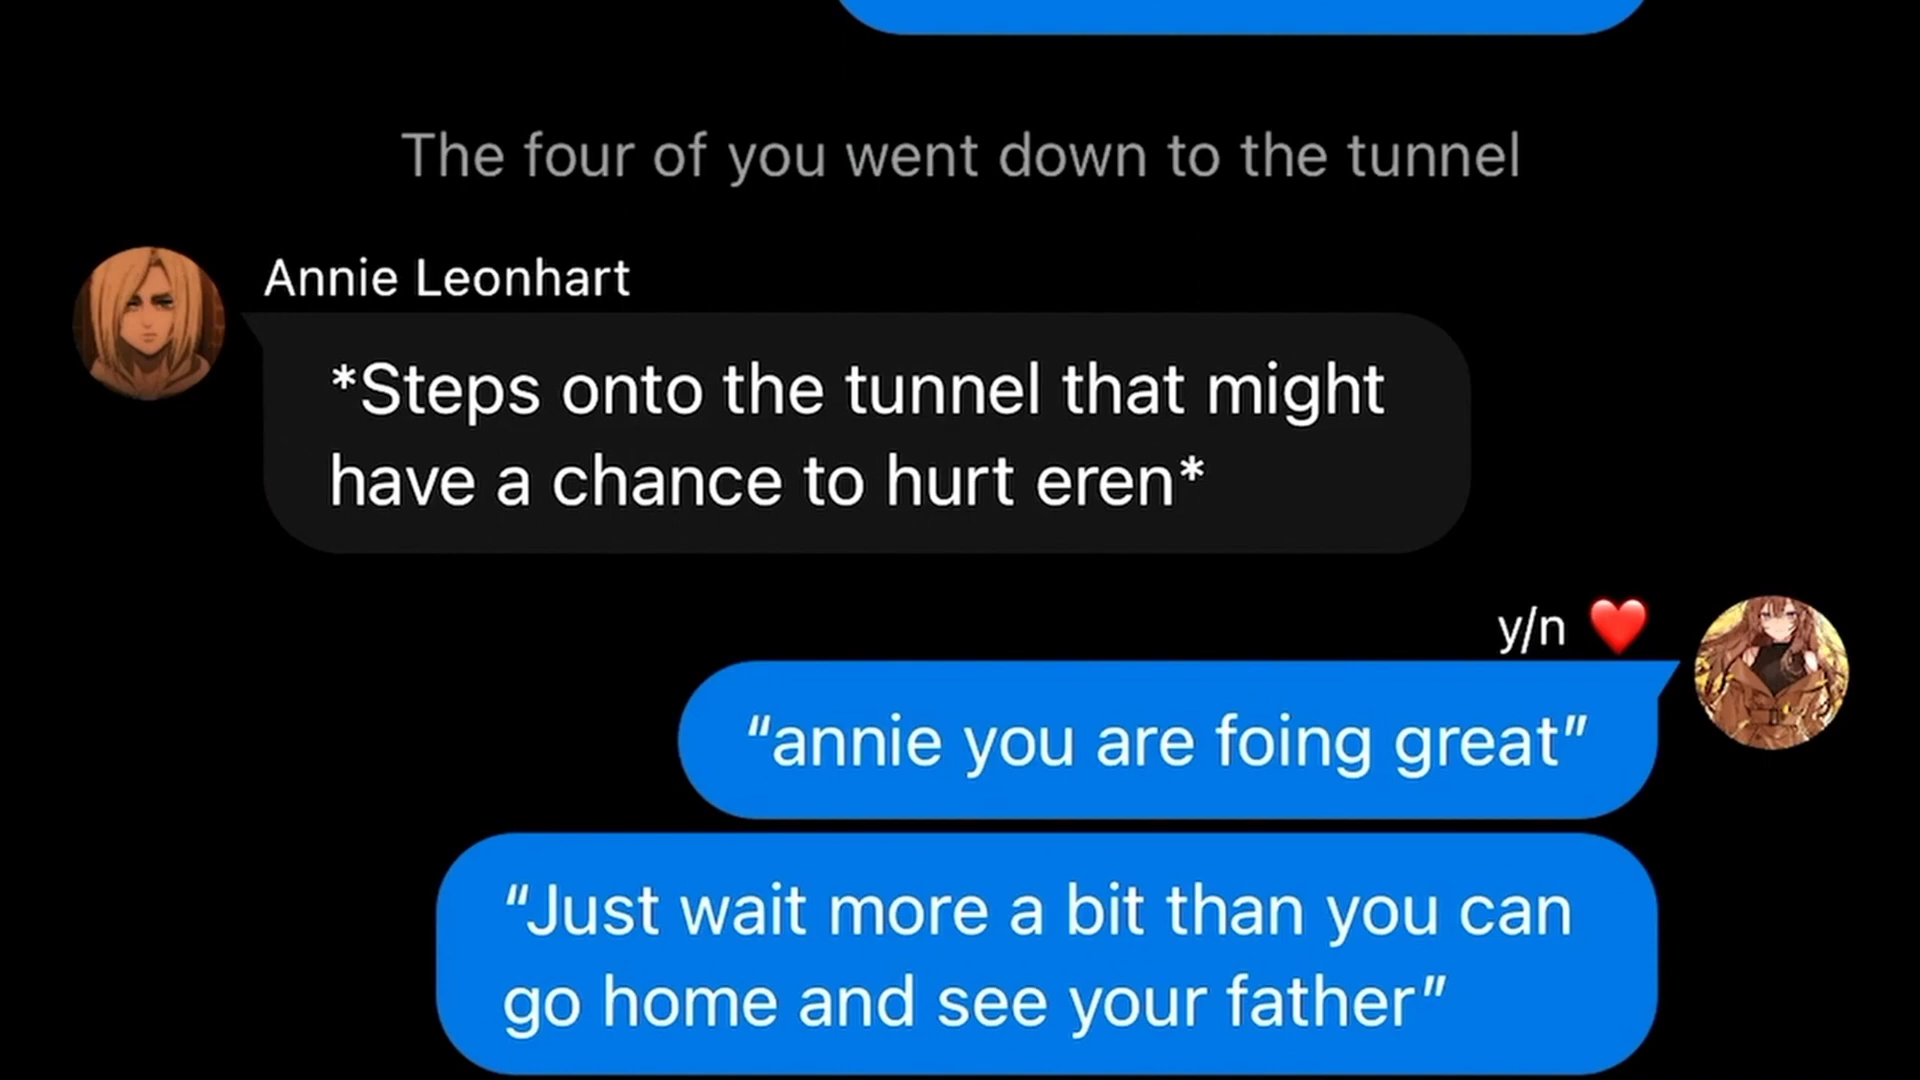 The four of you went down to the tunnel
Annie Leonhart
*Steps onto the tunnel that might
have a chance to hurt eren*
y/n ❤️
“annie you are foing great”
“Just wait more a bit than you can
go home and see your father”